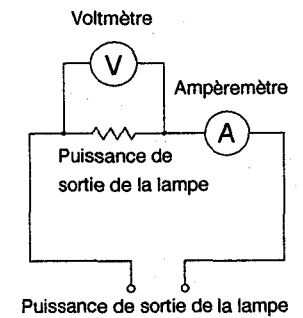 Voltmètre
V
Ampèremètre
A
Puissance de
sortie de la lampe
Puissance de sortie de la lampe